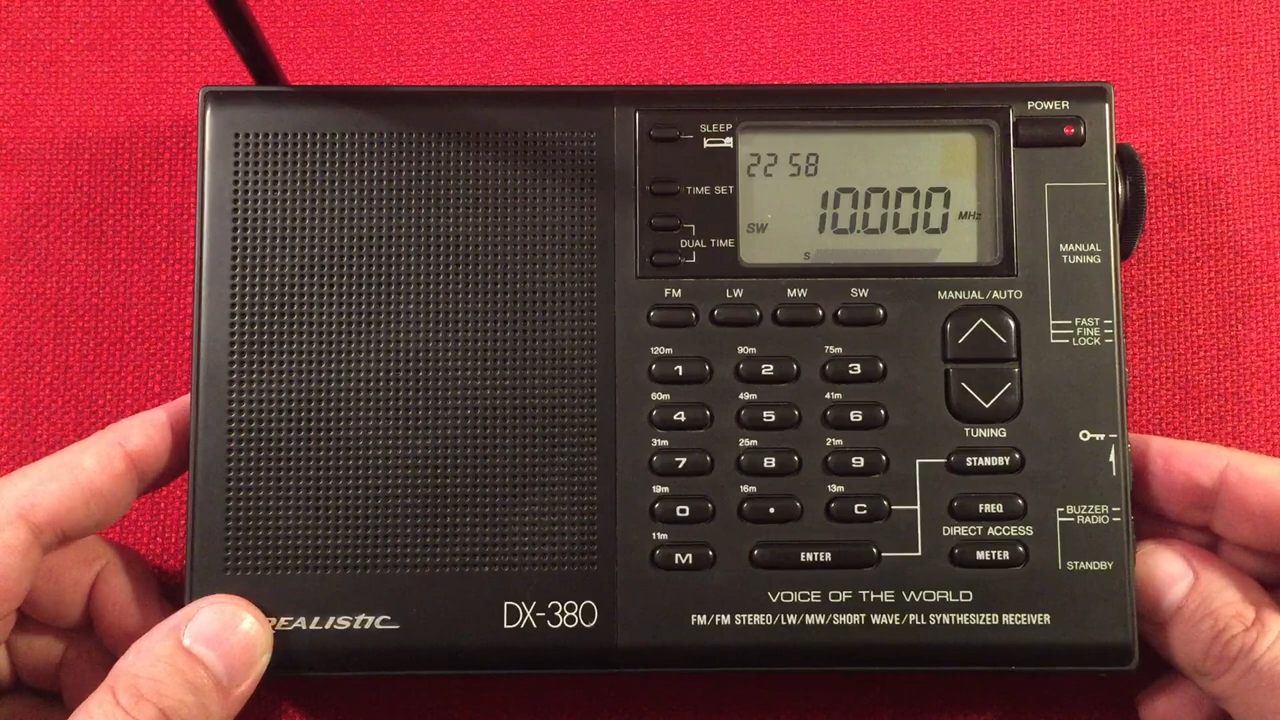 POWER
SLEEP
22 58
TIME SET
10.000 MHz
SW
DUAL TIME
S
MANUAL
TUNING
FM LW MW SW
MANUAL/AUTO
FAST
FINE
LOCK
120m 90m 75m
1 2 3
60m 49m 41m
4 5 6
TUNING
31m 25m 21m
7 8 9 STANDBY
19m 16m 13m
0 . C FREQ
BUZZER
RADIO
DIRECT ACCESS
11m
M ENTER METER
STANDBY
VOICE OF THE WORLD
REALISTIC DX-380
FM/FM STEREO/LW/MW/SHORT WAVE/PLL SYNTHESIZED RECEIVER